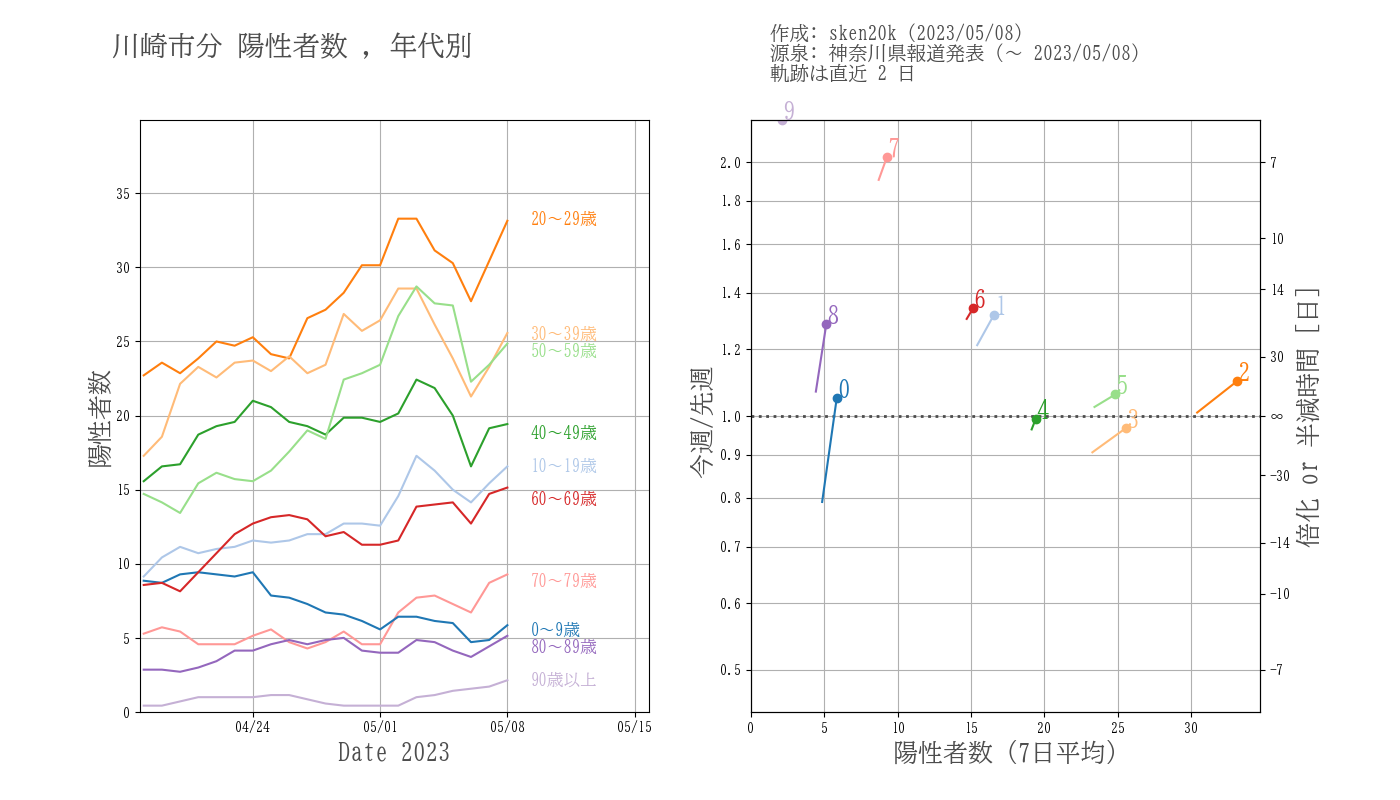 川崎市分 陽性者数 , 年代別
作成: sken20k (2023/05/08)
源泉: 神奈川県報道発表 (〜 2023/05/08)
軌跡は直近 2 日
陽性者数
35
30
25
20
15
10
5
0
04/24
05/01
05/08
05/15
Date 2023
20〜29歳
30〜39歳
50〜59歳
40〜49歳
10〜19歳
60〜69歳
70〜79歳
0〜9歳
80〜89歳
90歳以上
今週/先週
2.0
1.8
1.6
1.4
1.2
1.0
0.9
0.8
0.7
0.6
0.5
9
7
6
1
8
0
2
5
4
3
0
5
10
15
20
25
30
陽性者数 (7日平均)
7
10
14
30
∞
-30
-14
-10
-7
倍化 or 半減時間 [日]